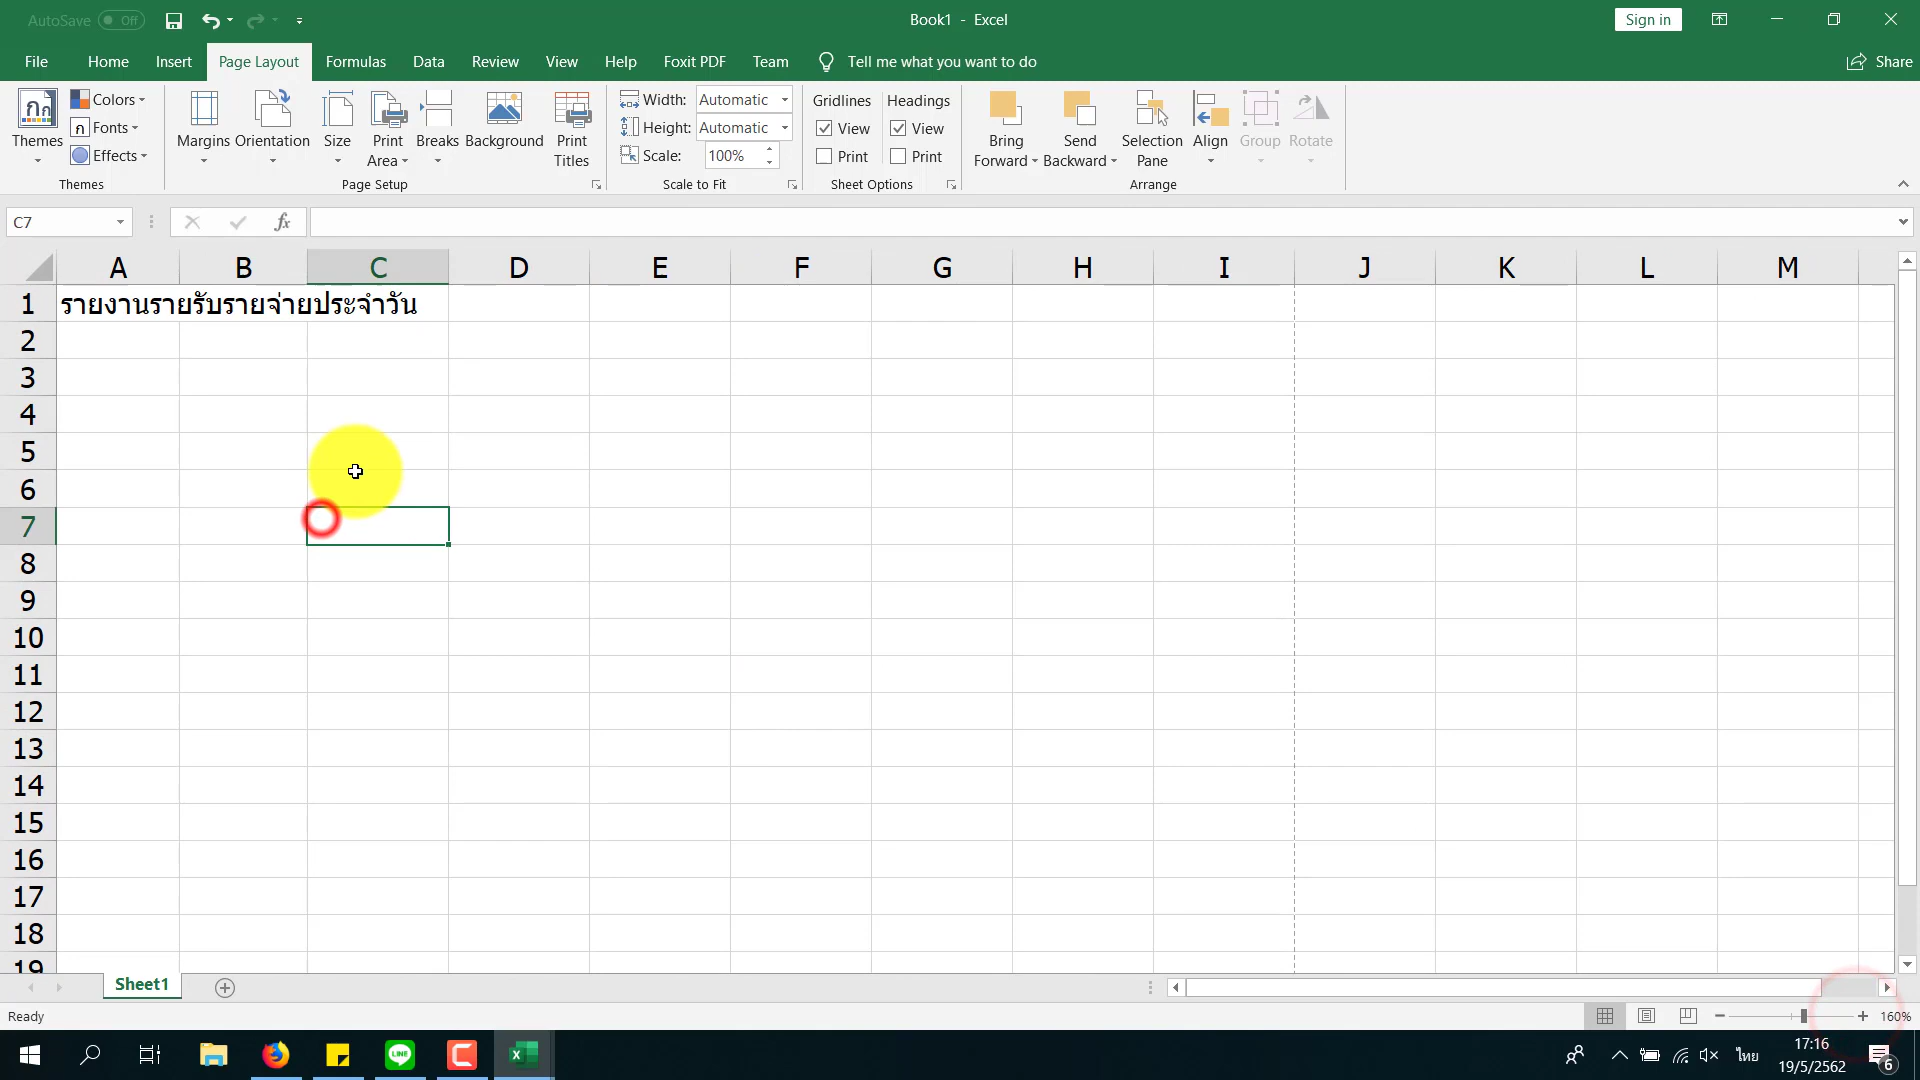 AutoSave Off
Book1 - Excel
Sign in
File Home Insert Page Layout Formulas Data Review View Help Foxit PDF Team Tell me what you want to do Share
กก
Themes
Colors
ก Fonts
Effects
Themes
Margins
Orientation
Size
Print Area
Breaks
Background
Print Titles
Page Setup
Width: Automatic
Height: Automatic
Scale: 100%
Scale to Fit
Gridlines
View
Print
Headings
View
Print
Sheet Options
Bring Forward
Send Backward
Selection Pane
Align
Group
Rotate
Arrange
C7
fx
A B C D E F G H I J K L M
1 รายงานรายรับรายจ่ายประจำวัน
2
3
4
5
6
7
8
9
10
11
12
13
14
15
16
17
18
19
Sheet1
Ready
160%
LINE
ไทย
17:16
19/5/2562
6